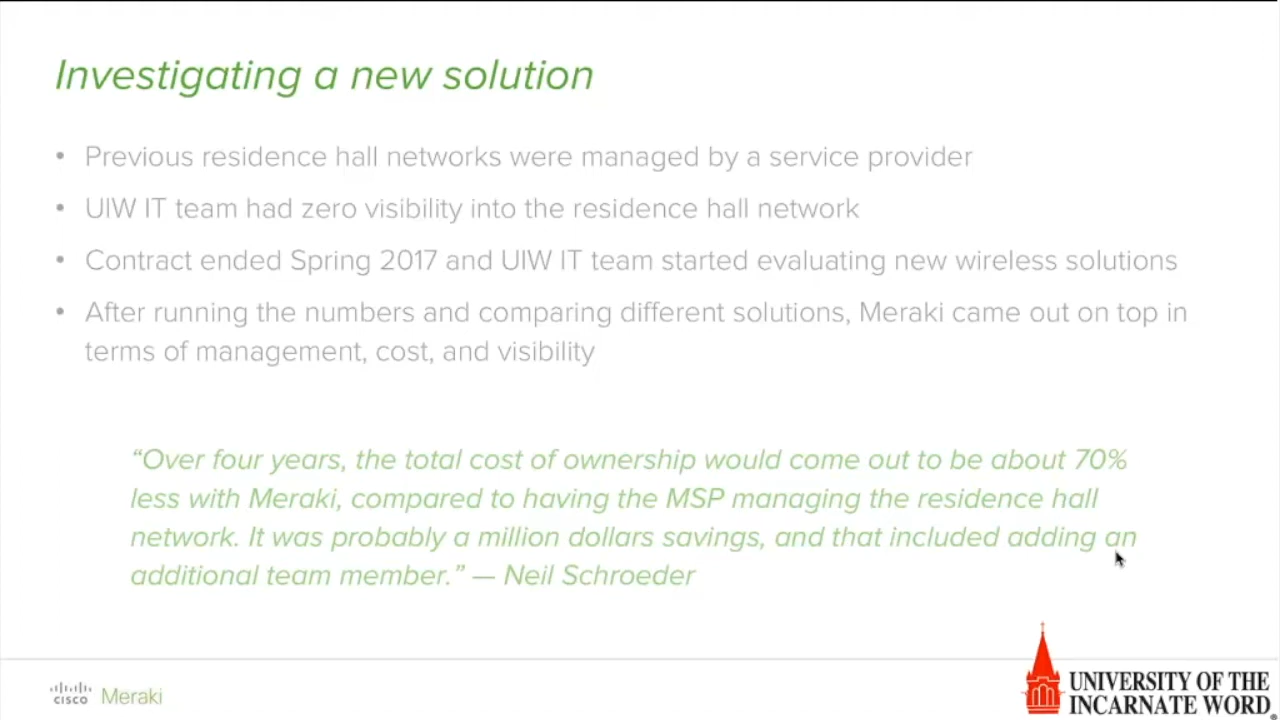 Investigating a new solution
• Previous residence hall networks were managed by a service provider
• UIW IT team had zero visibility into the residence hall network
• Contract ended Spring 2017 and UIW IT team started evaluating new wireless solutions
• After running the numbers and comparing different solutions, Meraki came out on top in
terms of management, cost, and visibility
“Over four years, the total cost of ownership would come out to be about 70%
less with Meraki, compared to having the MSP managing the residence hall
network. It was probably a million dollars savings, and that included adding an
additional team member.” — Neil Schroeder
cisco Meraki
UNIVERSITY OF THE
INCARNATE WORD